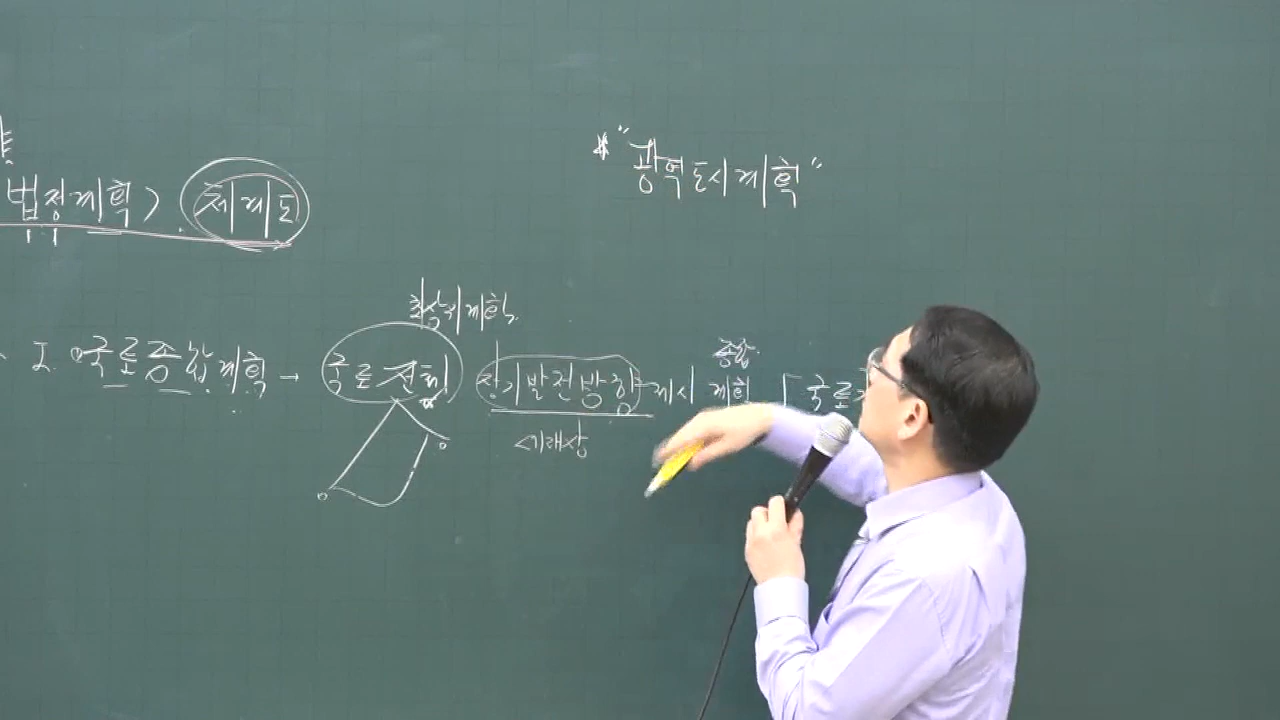 * "광역도시계획"
법정계획) 체계도
최상위계획
I. 국토종합계획 → 국토전체 장기발전방향 제시 종합계획 「국토
<미래상